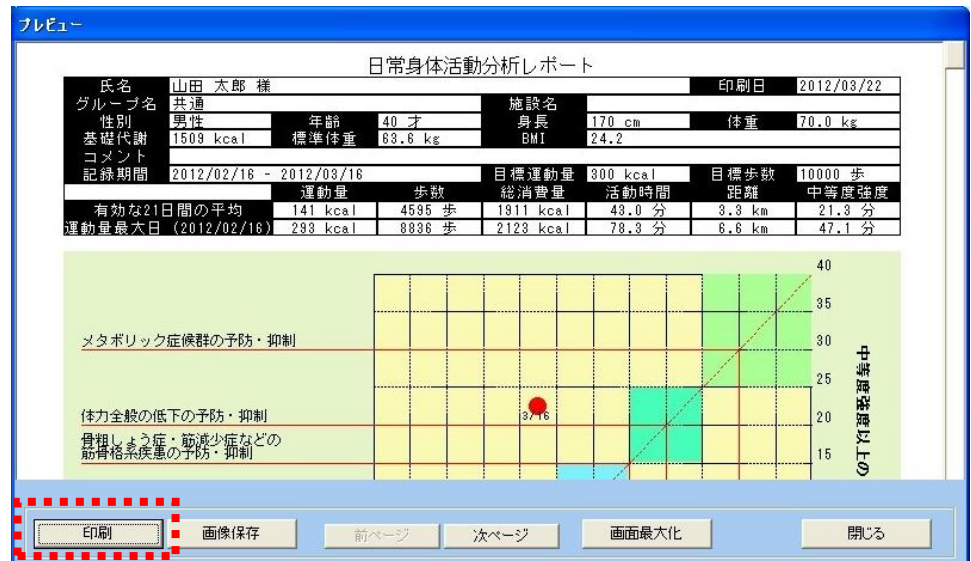 プレビュー
日常身体活動分析レポート
氏名 山田 太郎 様 印刷日 2012/03/22
グループ名 共通 施設名
性別 男性 年齢 40 才 身長 170 cm 体重 70.0 kg
基礎代謝 1509 kcal 標準体重 63.6 kg BMI 24.2
コメント
記録期間 2012/02/16 - 2012/03/16 目標運動量 300 kcal 目標歩数 10000 歩
運動量 歩数 総消費量 活動時間 距離 中等度強度
有効な21日間の平均 141 kcal 4595 歩 1911 kcal 43.0 分 3.3 km 21.3 分
運動量最大日 (2012/02/16) 293 kcal 8836 歩 2123 kcal 78.3 分 6.6 km 47.1 分
40
35
メタボリック症候群の予防・抑制 30
25
体力全般の低下の予防・抑制 3/16 20
骨粗しょう症・筋減少症などの
筋骨格系疾患の予防・抑制 15
中等度強度以上の
印刷 画像保存 前ページ 次ページ 画面最大化 閉じる